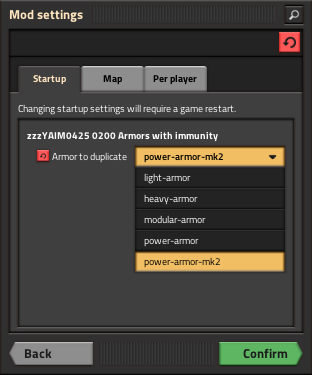 Mod settings
Startup
Map
Per player
Changing startup settings will require a game restart.
zzzYAIM0425 0200 Armors with immunity
Armor to duplicate
power-armor-mk2
light-armor
heavy-armor
modular-armor
power-armor
power-armor-mk2
Back
Confirm